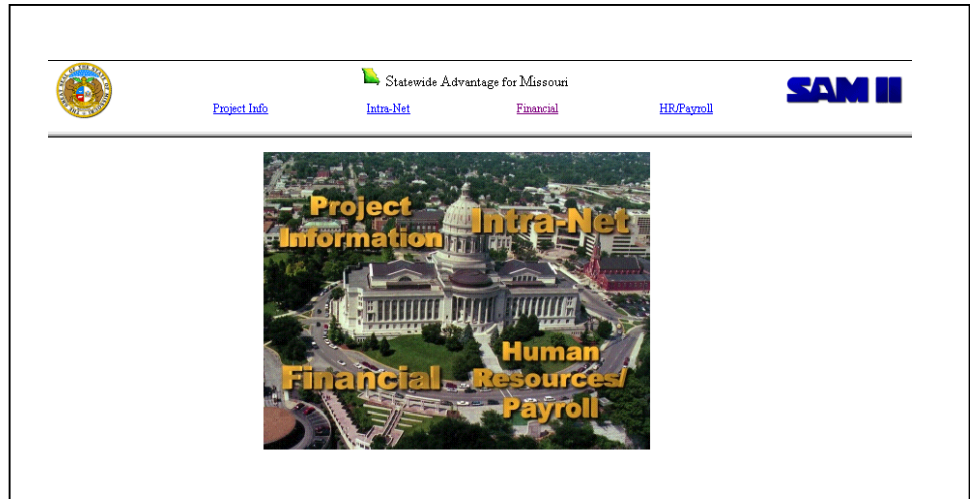 Statewide Advantage for Missouri
SAM II
Project Info Intra-Net Financial HR/Payroll
Project
Information
Intra-Net
Financial
Human
Resources/
Payroll